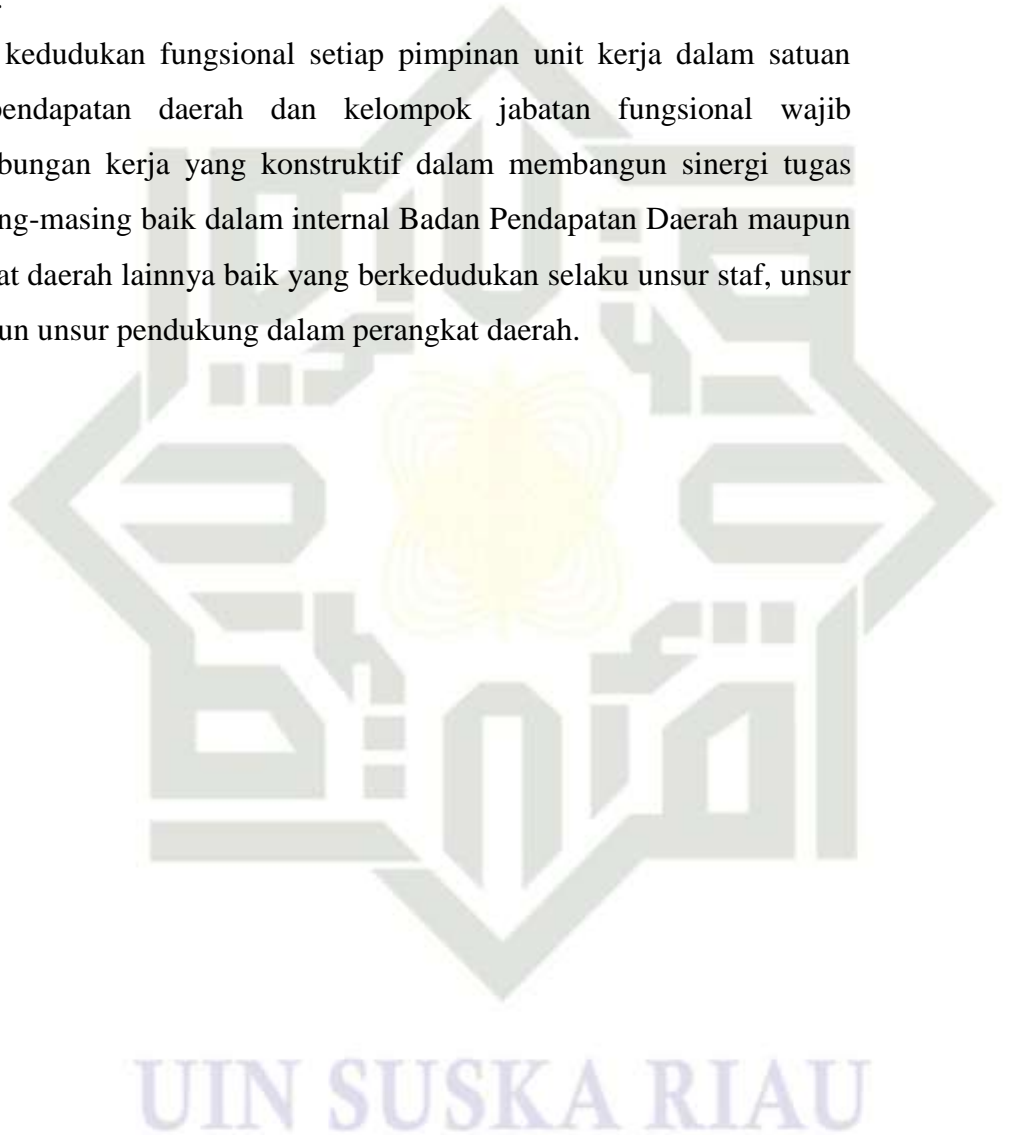 .
kedudukan fungsional setiap pimpinan unit kerja dalam satuan
pendapatan daerah dan kelompok jabatan fungsional wajib
bungan kerja yang konstruktif dalam membangun sinergi tugas
ng-masing baik dalam internal Badan Pendapatan Daerah maupun
at daerah lainnya baik yang berkedudukan selaku unsur staf, unsur
un unsur pendukung dalam perangkat daerah.
UIN SUSKA RIAU